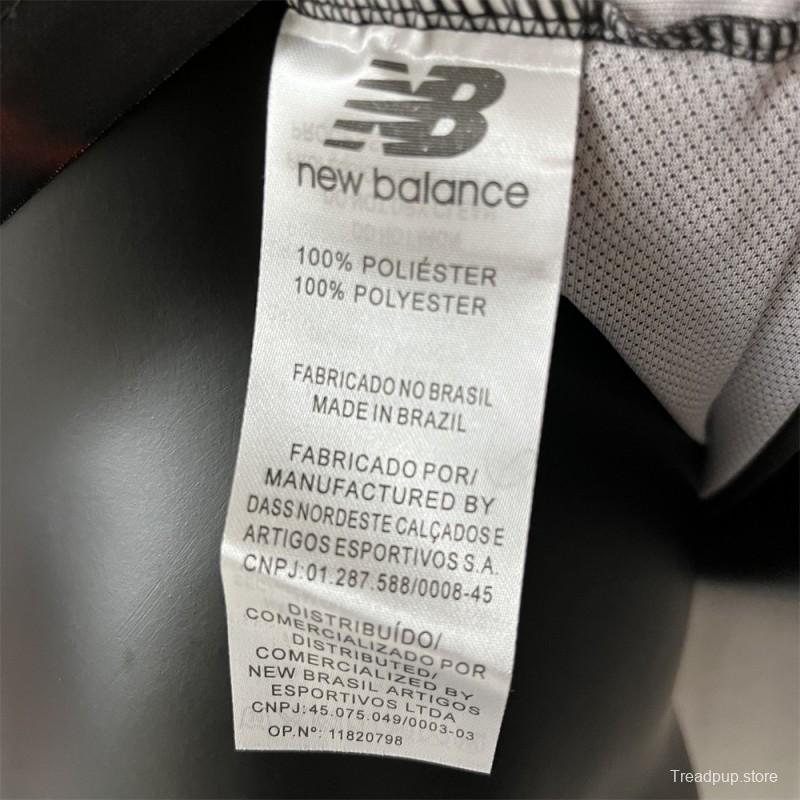 NB
new balance
100% POLIÉSTER
100% POLYESTER
FABRICADO NO BRASIL
MADE IN BRAZIL
FABRICADO POR/
MANUFACTURED BY
DASS NORDESTE CALÇADOS E
ARTIGOS ESPORTIVOS S.A.
CNPJ:01.287.588/0008-45
DISTRIBUÍDO/
COMERCIALIZADO POR
DISTRIBUTED/
COMERCIALIZED BY
NEW BRASIL ARTIGOS
ESPORTIVOS LTDA
CNPJ:45.075.049/0003-03
OP.Nº: 11820798
Treadpup.store